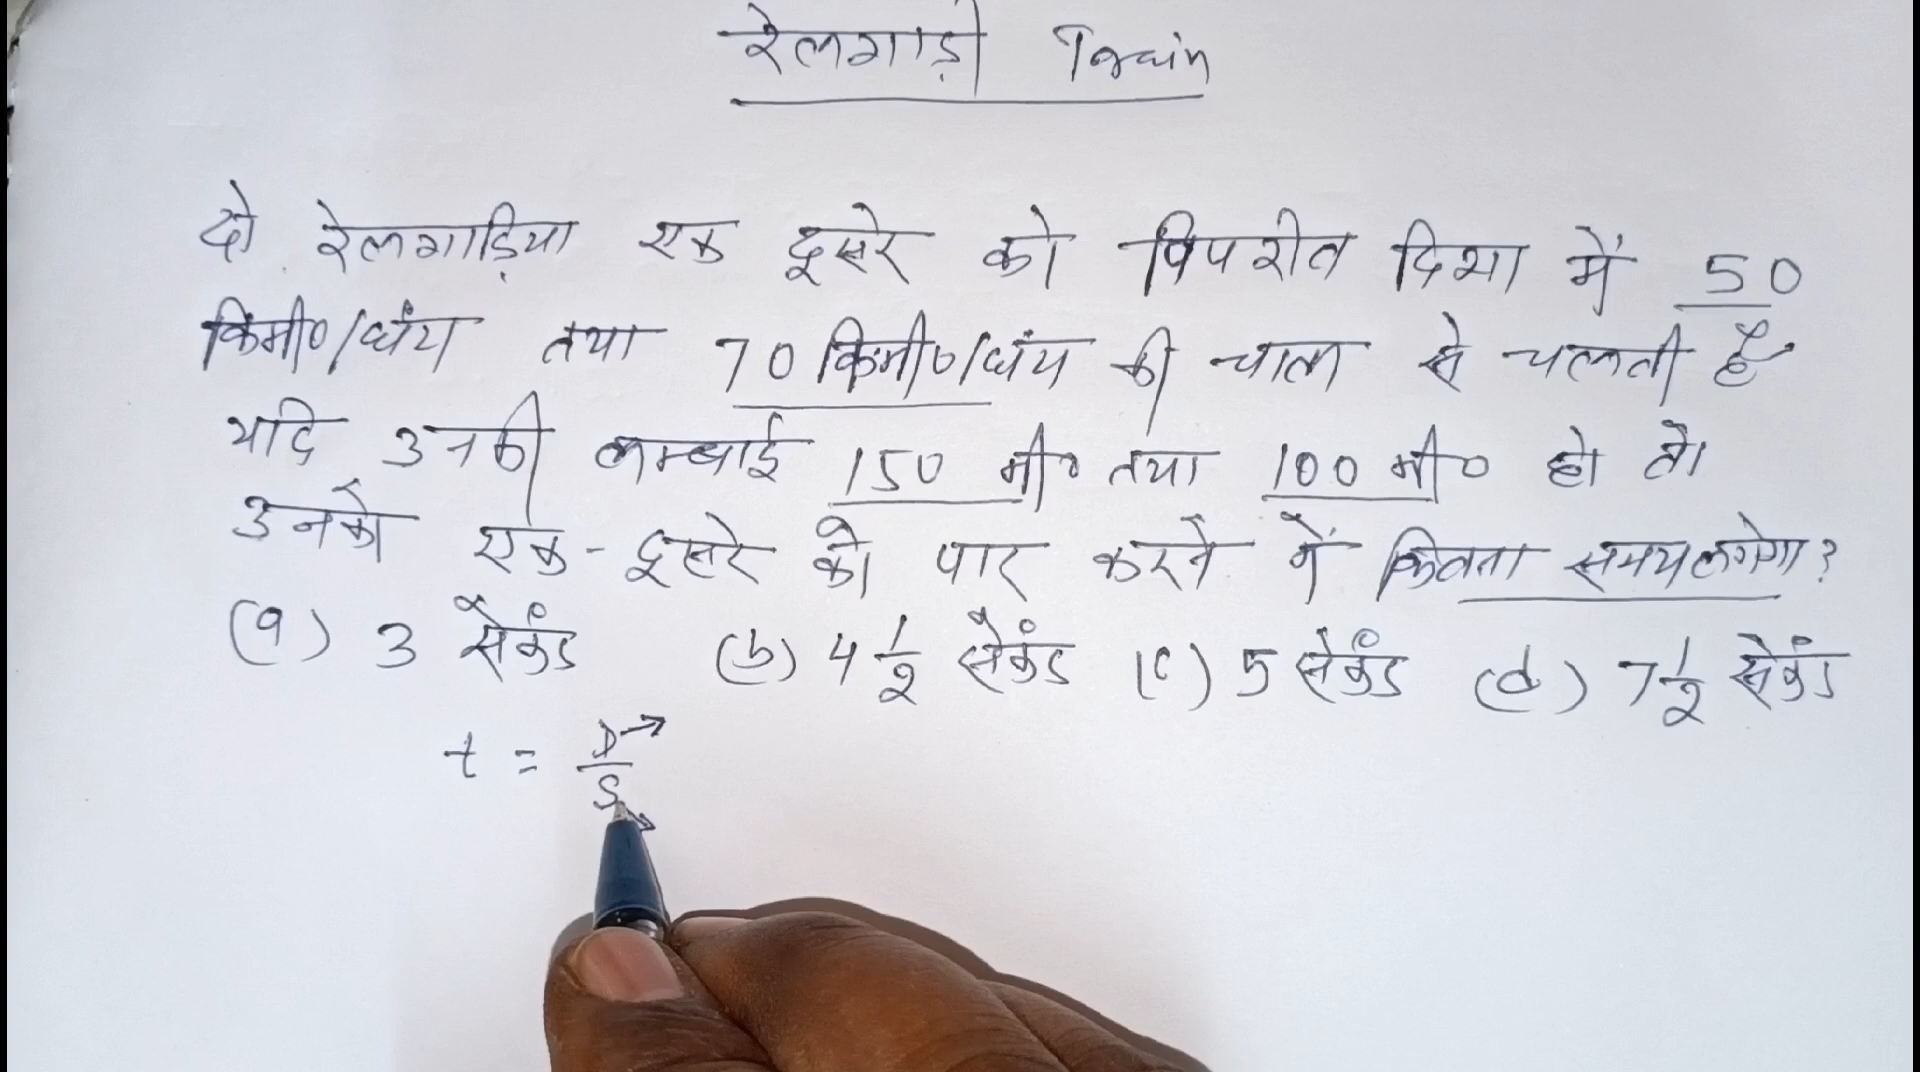 रेलगाड़ी Train
दो रेलगाड़िया एक दूसरे को विपरीत दिशा में 50
किमी०/घंटा तथा 70 किमी०/घंटा की चाल से चलती है
यदि उनकी लम्बाई 150 मी० तथा 100 मी० हो तो
उनको एक-दूसरे को पार करने में कितना समय लगेगा?
(a) 3 सैकंड (b) 4 1/2 सैकंड (c) 5 सैकंड (d) 7 1/2 सैकंड
t = D/S